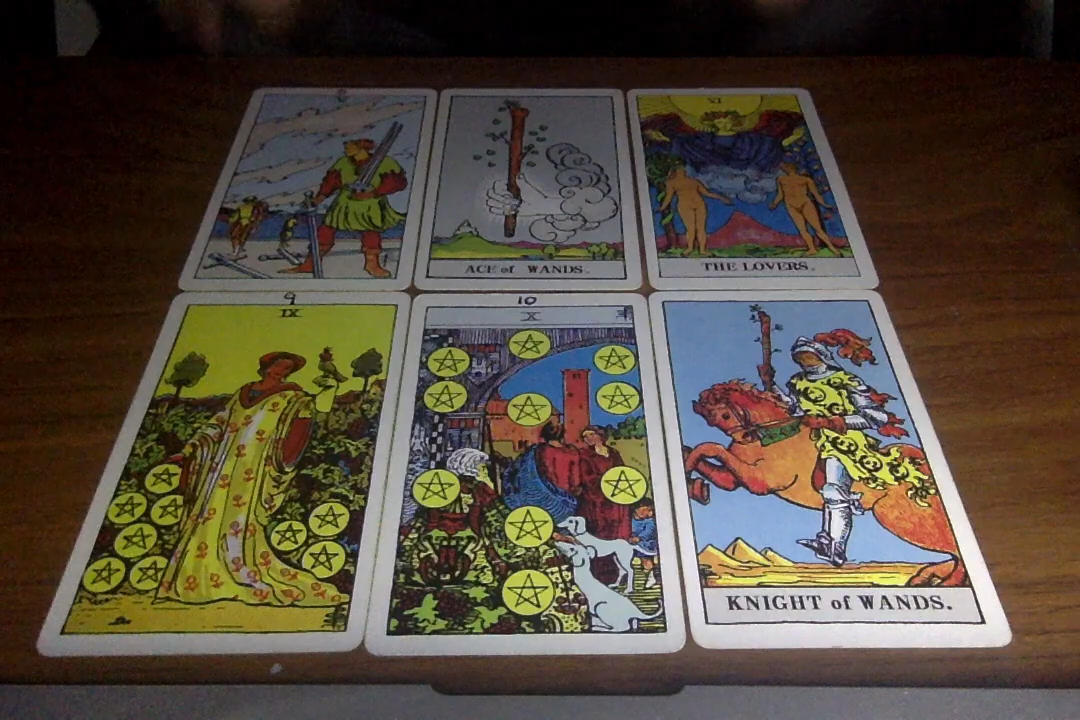 V
ACE of WANDS.
VI
THE LOVERS.
9
IX
10
X
KNIGHT of WANDS.